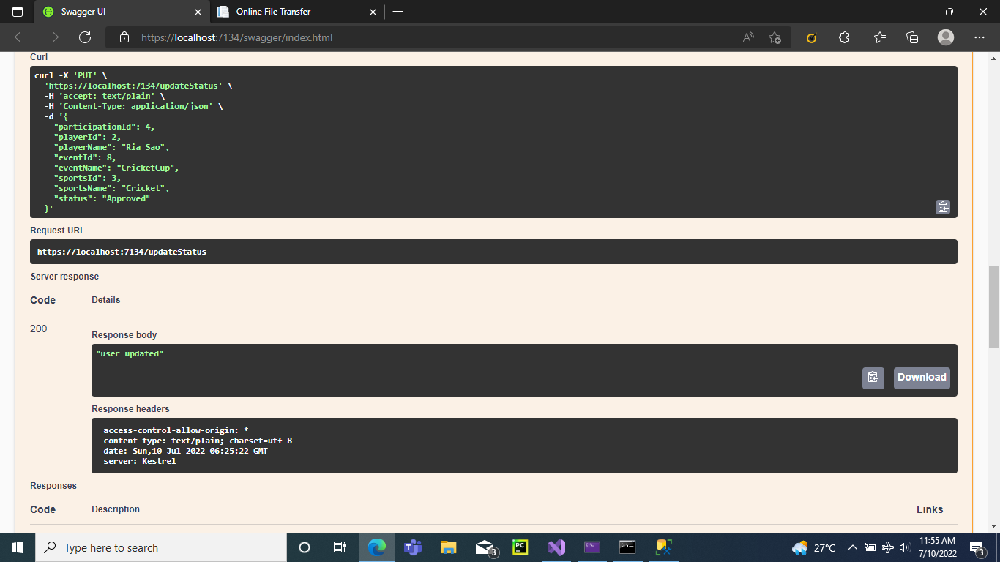 Swagger UI
Online File Transfer
https://localhost:7134/swagger/index.html
Curl
curl -X 'PUT' \
'https://localhost:7134/updateStatus' \
-H 'accept: text/plain' \
-H 'Content-Type: application/json' \
-d '{
"participationId": 4,
"playerId": 2,
"playerName": "Ria Sao",
"eventId": 8,
"eventName": "CricketCup",
"sportsId": 3,
"sportsName": "Cricket",
"status": "Approved"
}'
Request URL
https://localhost:7134/updateStatus
Server response
Code Details
200
Response body
"user updated"
Download
Response headers
access-control-allow-origin: *
content-type: text/plain; charset=utf-8
date: Sun,10 Jul 2022 06:25:22 GMT
server: Kestrel
Responses
Code Description Links
Type here to search
3
PC
27°C
11:55 AM
7/10/2022
3